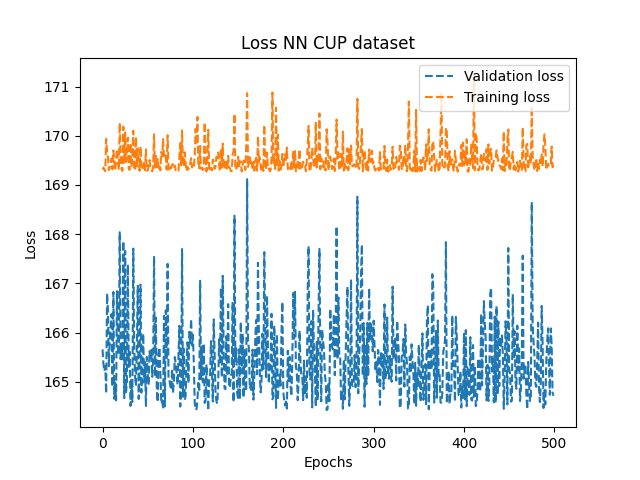 Loss NN CUP dataset
Validation loss
Training loss
171
170
169
168
167
166
165
Loss
0
100
200
300
400
500
Epochs